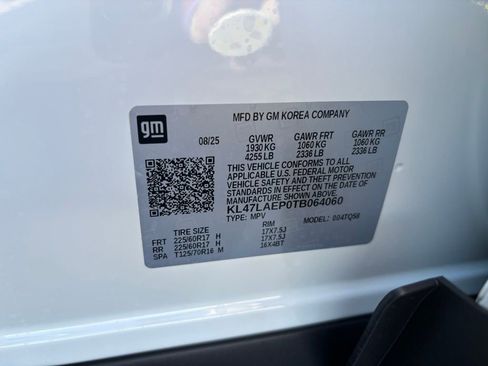 MFD BY GM KOREA COMPANY
gm 08/25 GVWR GAWR FRT GAWR RR
1930 KG 1060 KG 1060 KG
4255 LB 2336 LB 2336 LB
THIS VEHICLE CONFORMS TO ALL
APPLICABLE U.S. FEDERAL MOTOR
VEHICLE SAFETY AND THEFT PREVENTION
STANDARDS IN EFFECT ON THE DATE OF
MANUFACTURE SHOWN ABOVE.
KL47LAEP0TB064060
TYPE: MPV MODEL: 0B4TQ58
TIRE SIZE RIM
FRT 225/60R17 H 17X7.5J
RR 225/60R17 H 17X7.5J
SPA T125/70R16 M 16X4BT